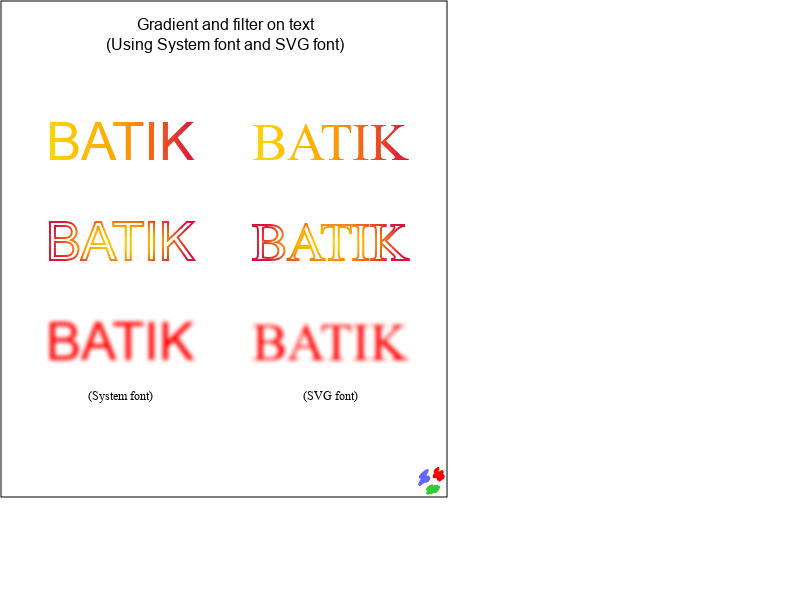 Gradient and filter on text
(Using System font and SVG font)
BATIK BATIK
BATIK BATIK
BATIK BATIK
(System font) (SVG font)